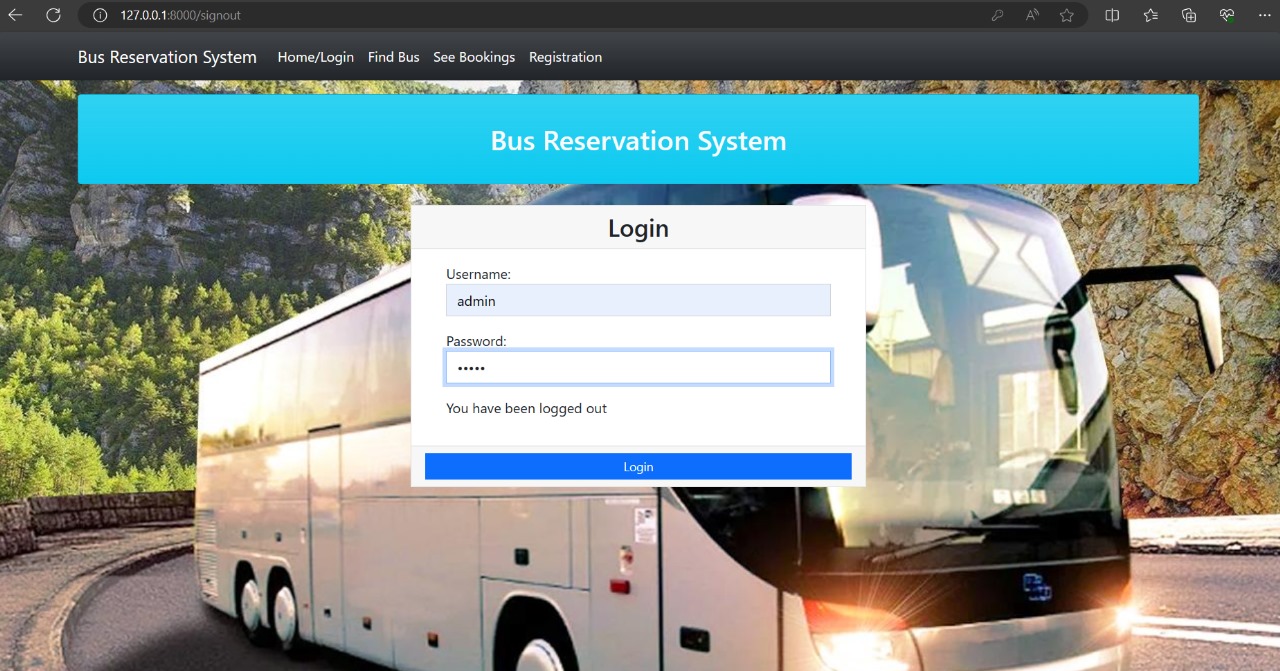 127.0.0.1:8000/signout
Bus Reservation System Home/Login Find Bus See Bookings Registration
Bus Reservation System
Login
Username:
admin
Password:
•••••
You have been logged out
Login